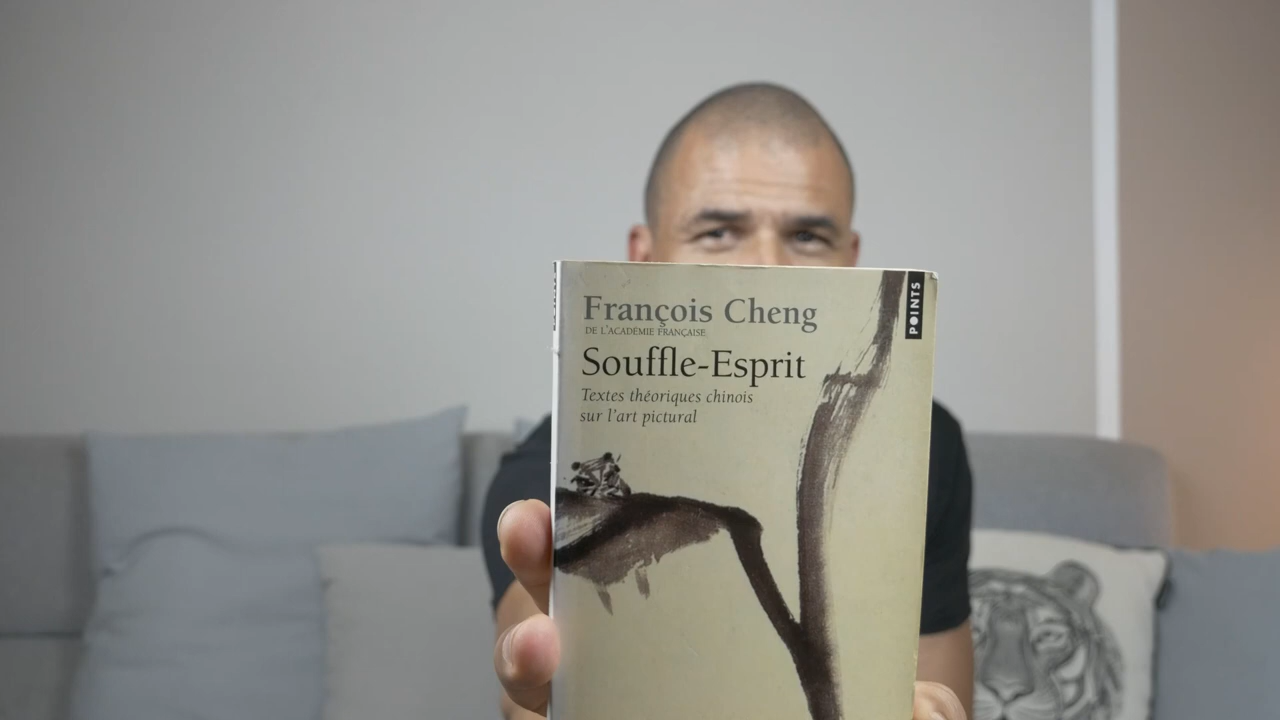 François Cheng
DE L'ACADÉMIE FRANÇAISE
Souffle-Esprit
Textes théoriques chinois
sur l'art pictural
POINTS